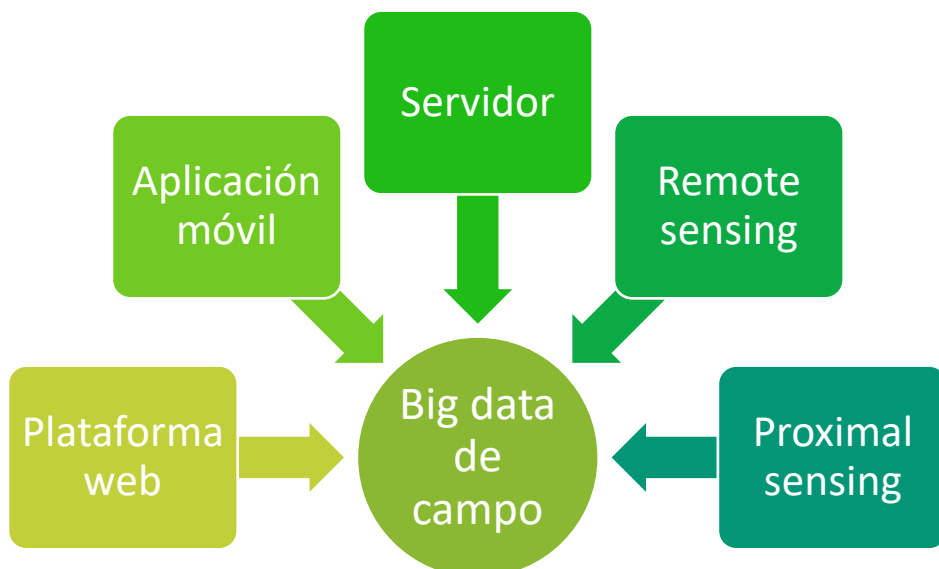 Servidor
Aplicación
móvil
Remote
sensing
Plataforma
web
Big data
de
campo
Proximal
sensing